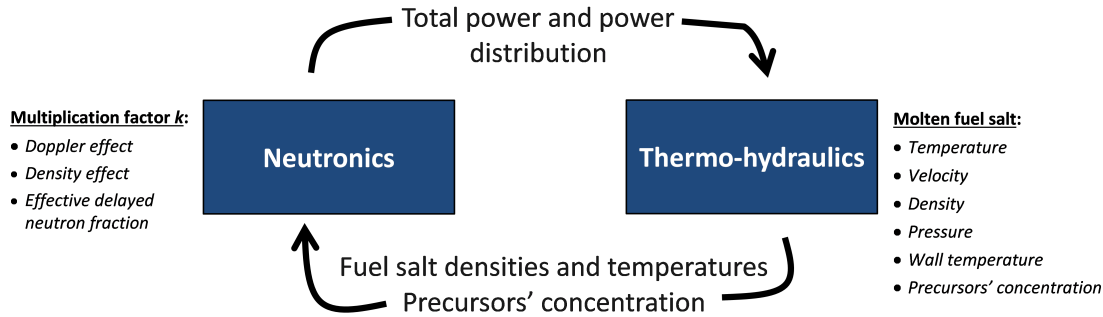 Total power and power
distribution
Multiplication factor k:
• Doppler effect
• Density effect
• Effective delayed
neutron fraction
Neutronics
Thermo-hydraulics
Molten fuel salt:
• Temperature
• Velocity
• Density
• Pressure
• Wall temperature
• Precursors’ concentration
Fuel salt densities and temperatures
Precursors’ concentration